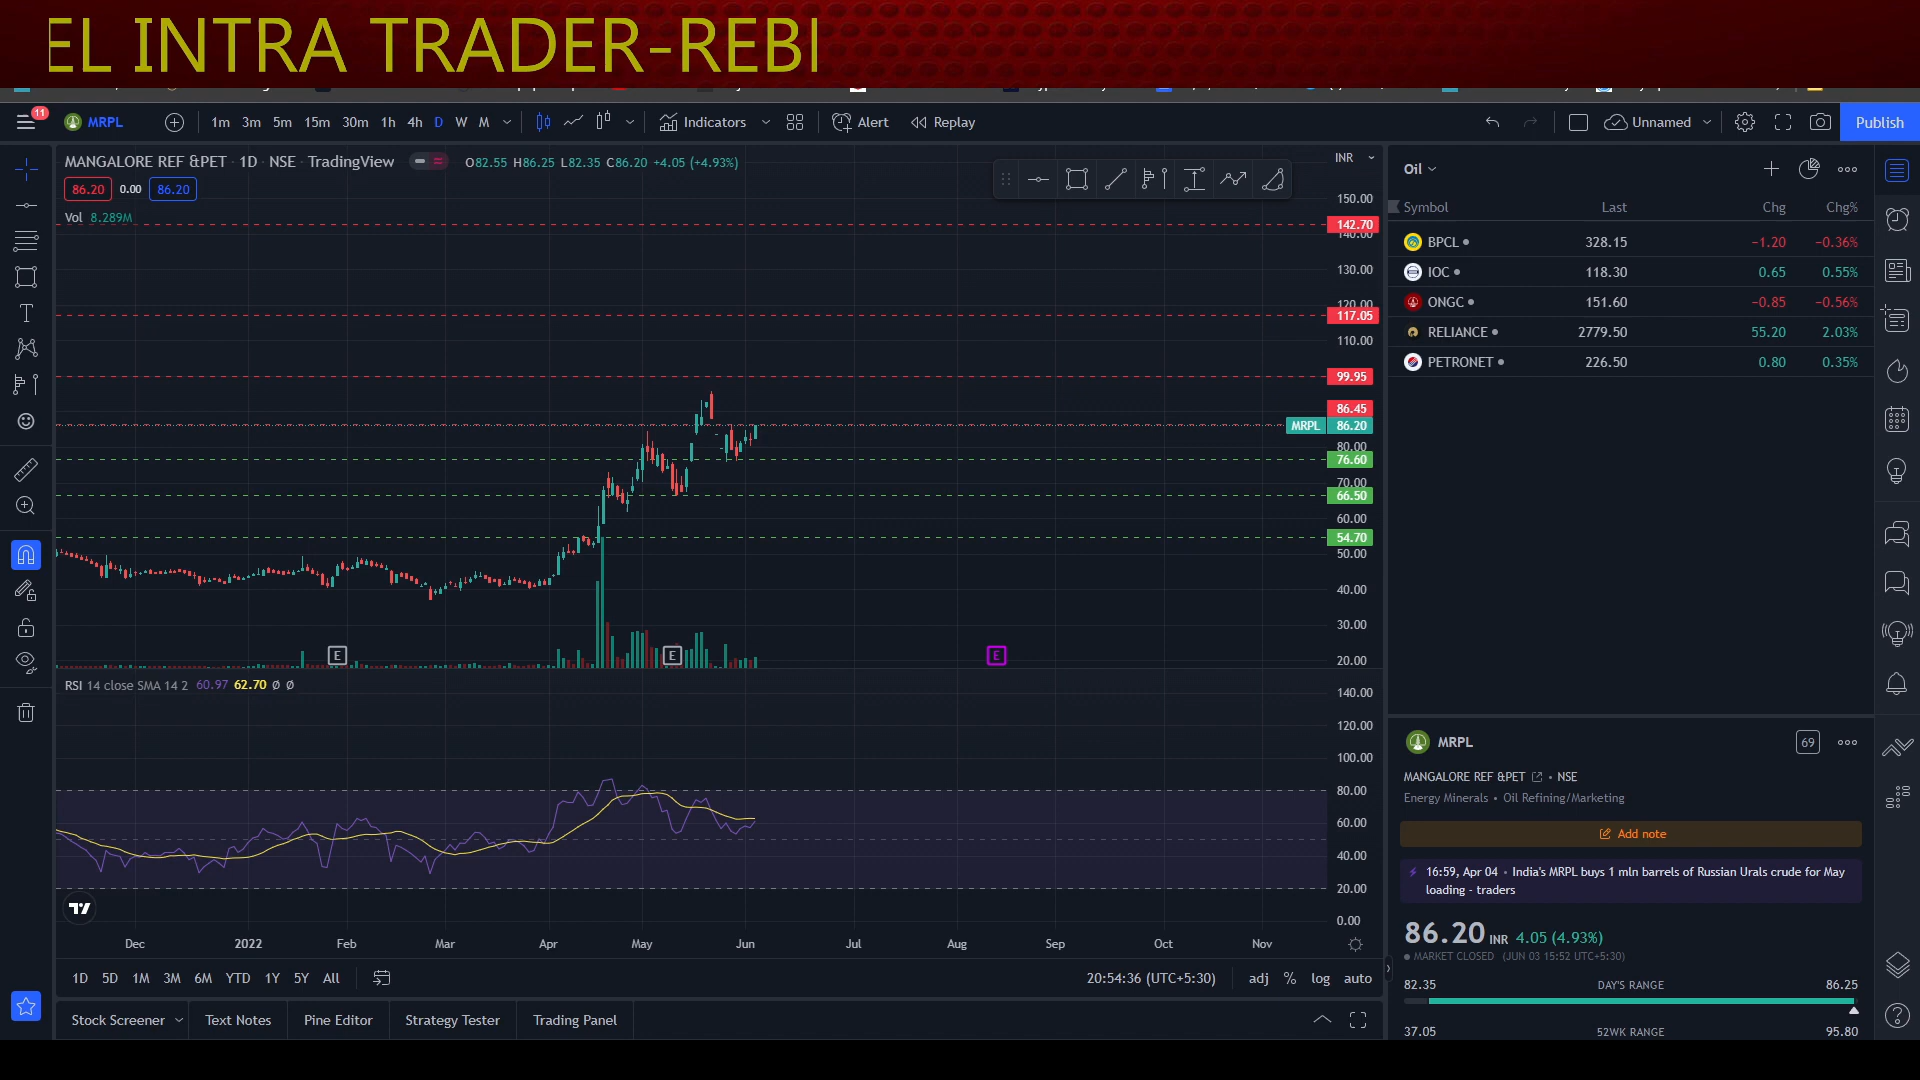 EL INTRA TRADER-REBI
11
MRPL
1m 3m 5m 15m 30m 1h 4h D W M
Indicators
Alert
Replay
Unnamed
Publish
MANGALORE REF &PET · 1D · NSE · TradingView
O82.55 H86.25 L82.35 C86.20 +4.05 (+4.93%)
86.20 0.00 86.20
Vol 8.289M
INR
150.00
142.70
140.00
130.00
120.00
117.05
110.00
99.95
86.45
MRPL 86.20
80.00
76.60
70.00
66.50
60.00
54.70
50.00
40.00
30.00
20.00
E E E
RSI 14 close SMA 14 2 60.97 62.70 Ø Ø
140.00
120.00
100.00
80.00
60.00
40.00
20.00
0.00
Dec 2022 Feb Mar Apr May Jun Jul Aug Sep Oct Nov
1D 5D 1M 3M 6M YTD 1Y 5Y All
20:54:36 (UTC+5:30)
adj % log auto
Stock Screener
Text Notes
Pine Editor
Strategy Tester
Trading Panel
Oil
Symbol Last Chg Chg%
BPCL 328.15 −1.20 −0.36%
IOC 118.30 0.65 0.55%
ONGC 151.60 −0.85 −0.56%
RELIANCE 2779.50 55.20 2.03%
PETRONET 226.50 0.80 0.35%
MRPL
69
MANGALORE REF &PET • NSE
Energy Minerals • Oil Refining/Marketing
Add note
16:59, Apr 04 • India's MRPL buys 1 mln barrels of Russian Urals crude for May
loading - traders
86.20 INR 4.05 (4.93%)
MARKET CLOSED (JUN 03 15:52 UTC+5:30)
82.35 DAY'S RANGE 86.25
37.05 52WK RANGE 95.80